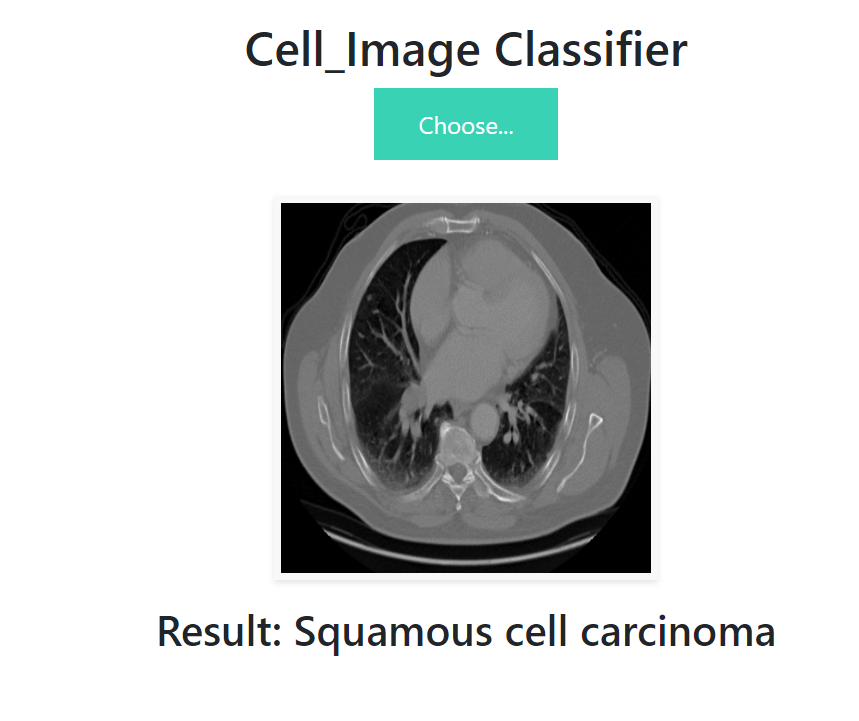 Cell_Image Classifier
Choose...
Result: Squamous cell carcinoma